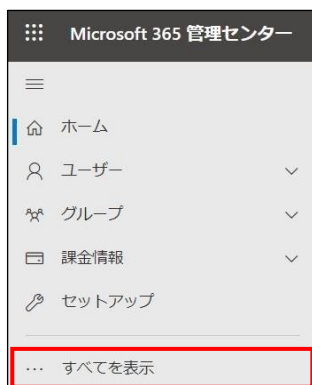 Microsoft 365 管理センター
ホーム
ユーザー
グループ
課金情報
セットアップ
… すべてを表示